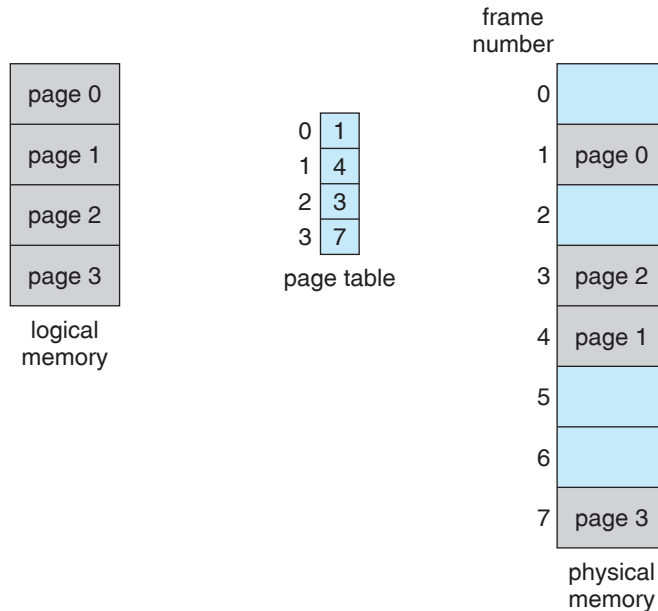 page 0
page 1
page 2
page 3
logical
memory
0 1
1 4
2 3
3 7
page table
frame
number
0
1 page 0
2
3 page 2
4 page 1
5
6
7 page 3
physical
memory